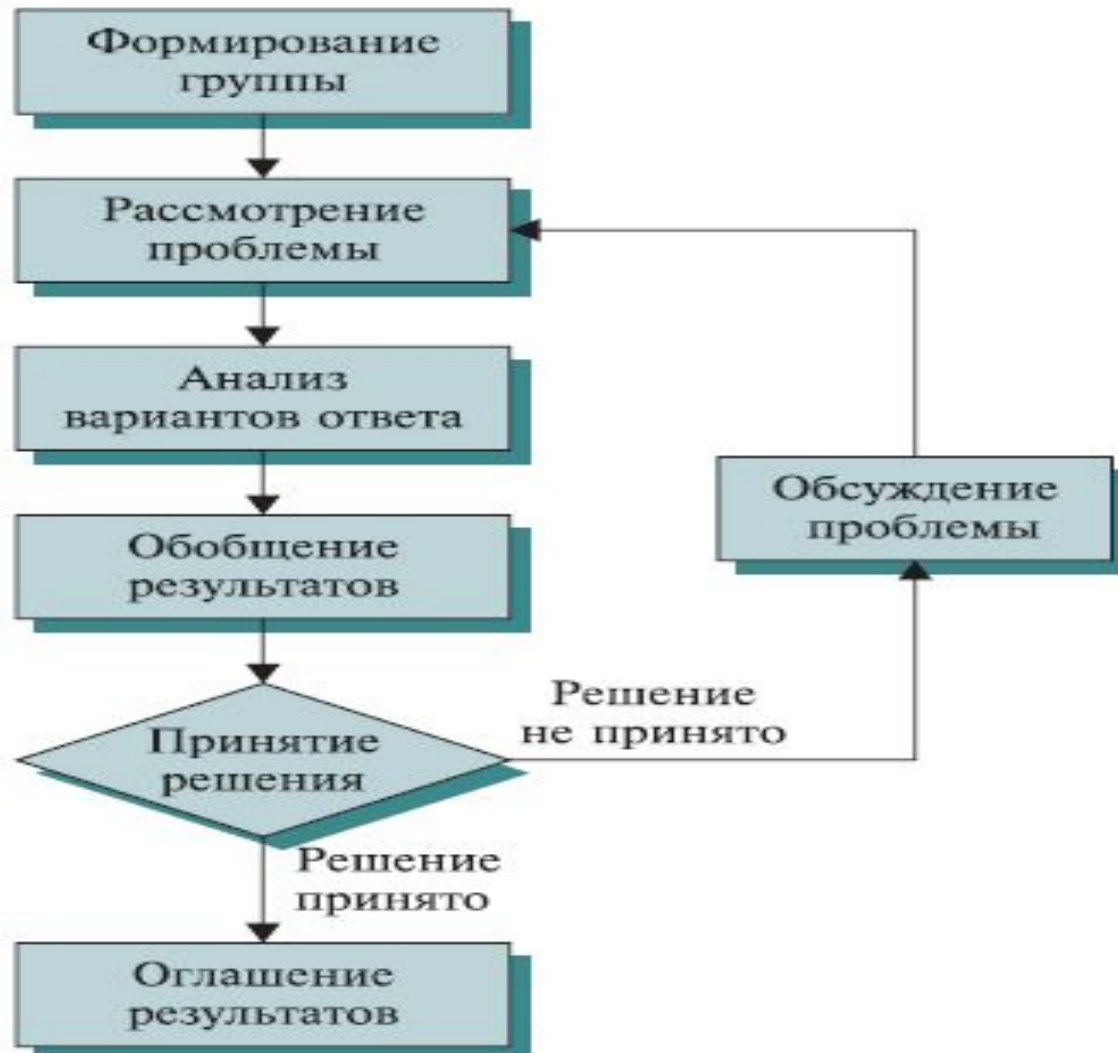 Формирование
группы
Рассмотрение
проблемы
Анализ
вариантов ответа
Обсуждение
проблемы
Обобщение
результатов
Решение
не принято
Принятие
решения
Решение
принято
Оглашение
результатов